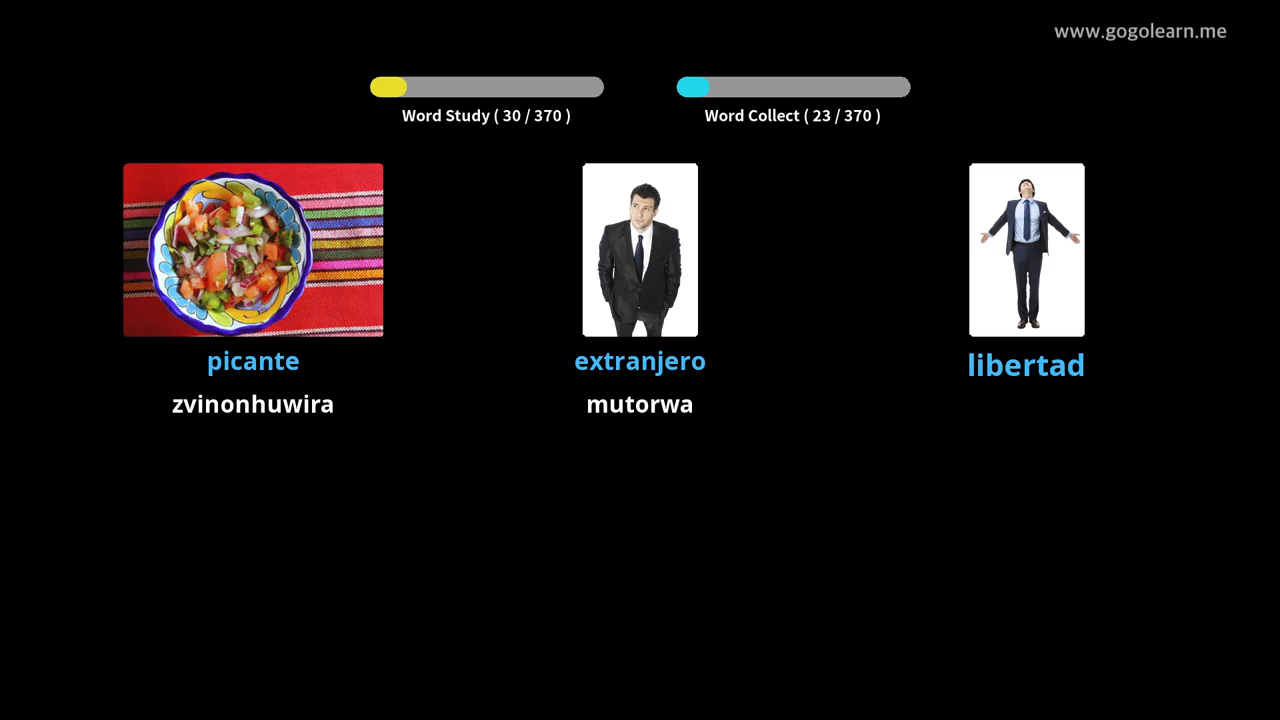 www.gogolearn.me
Word Study ( 30 / 370 )
Word Collect ( 23 / 370 )
picante
extranjero
libertad
zvinonhuwira
mutorwa